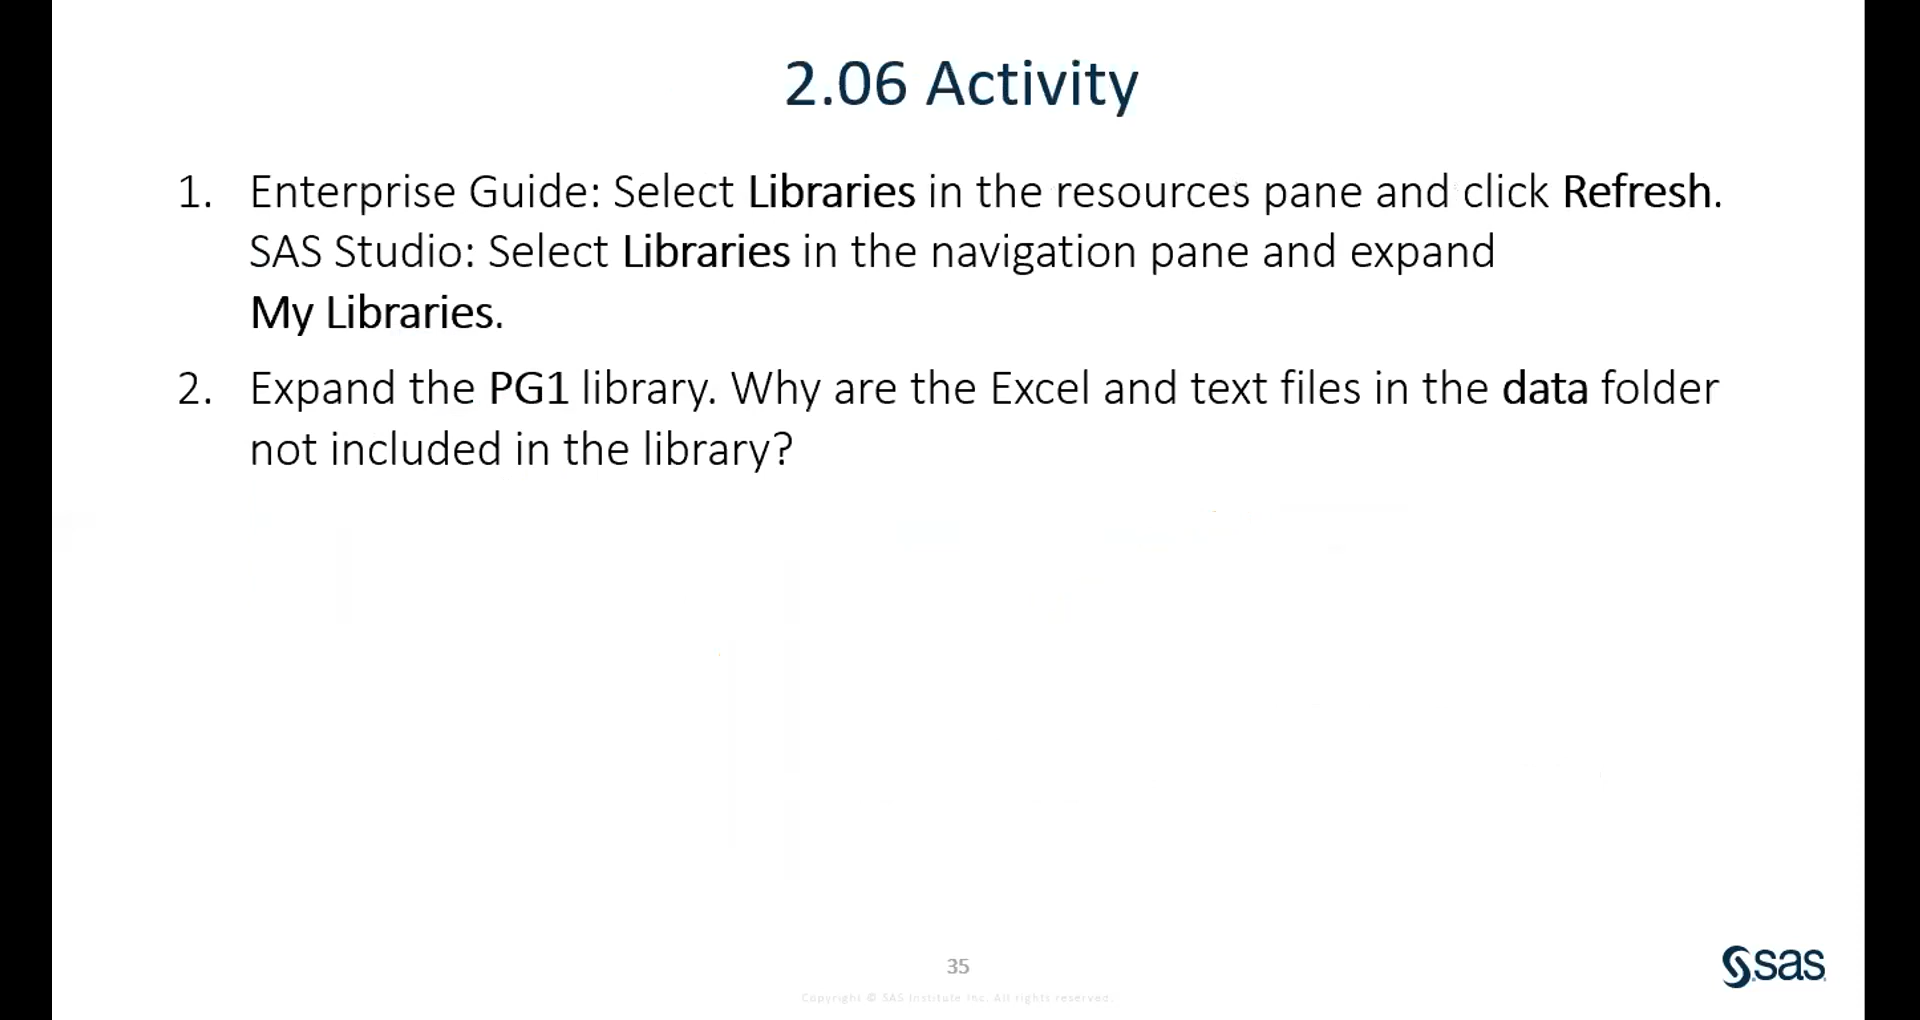 2.06 Activity
1. Enterprise Guide: Select Libraries in the resources pane and click Refresh.
SAS Studio: Select Libraries in the navigation pane and expand
My Libraries.
2. Expand the PG1 library. Why are the Excel and text files in the data folder
not included in the library?
35
Copyright © SAS Institute Inc. All rights reserved.
sas